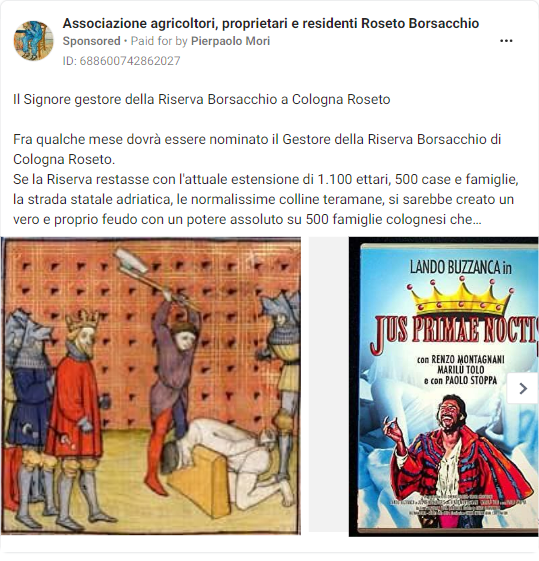 Associazione agricoltori, proprietari e residenti Roseto Borsacchio
Sponsored • Paid for by Pierpaolo Mori
ID: 688600742862027
Il Signore gestore della Riserva Borsacchio a Cologna Roseto
Fra qualche mese dovrà essere nominato il Gestore della Riserva Borsacchio di
Cologna Roseto.
Se la Riserva restasse con l'attuale estensione di 1.100 ettari, 500 case e famiglie,
la strada statale adriatica, le normalissime colline teramane, si sarebbe creato un
vero e proprio feudo con un potere assoluto su 500 famiglie colognesi che...
LANDO BUZZANCA in
JUS PRIMAE NOCTIS
con RENZO MONTAGNANI
MARILÙ TOLO
e con PAOLO STOPPA